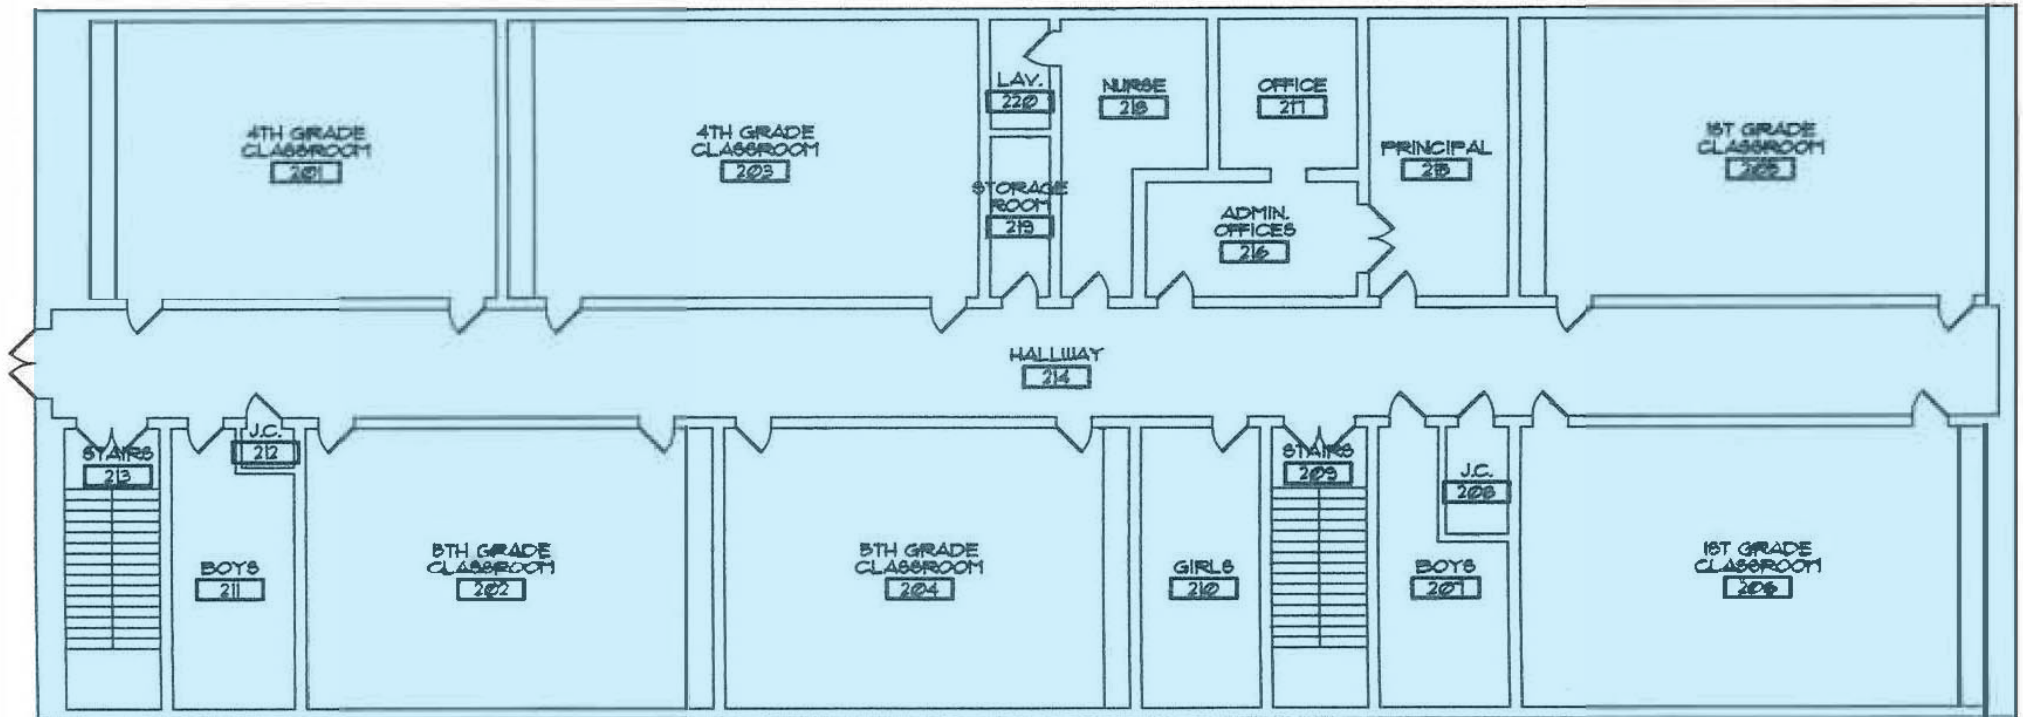 4TH GRADE
CLASSROOM
201
4TH GRADE
CLASSROOM
203
LAV.
220
STORAGE
ROOM
219
NURSE
218
OFFICE
217
ADMIN.
OFFICES
216
PRINCIPAL
215
1ST GRADE
CLASSROOM
205
HALLWAY
214
STAIRS
213
BOYS
211
J.C.
212
5TH GRADE
CLASSROOM
202
5TH GRADE
CLASSROOM
204
GIRLS
210
STAIRS
209
BOYS
207
J.C.
208
1ST GRADE
CLASSROOM
206